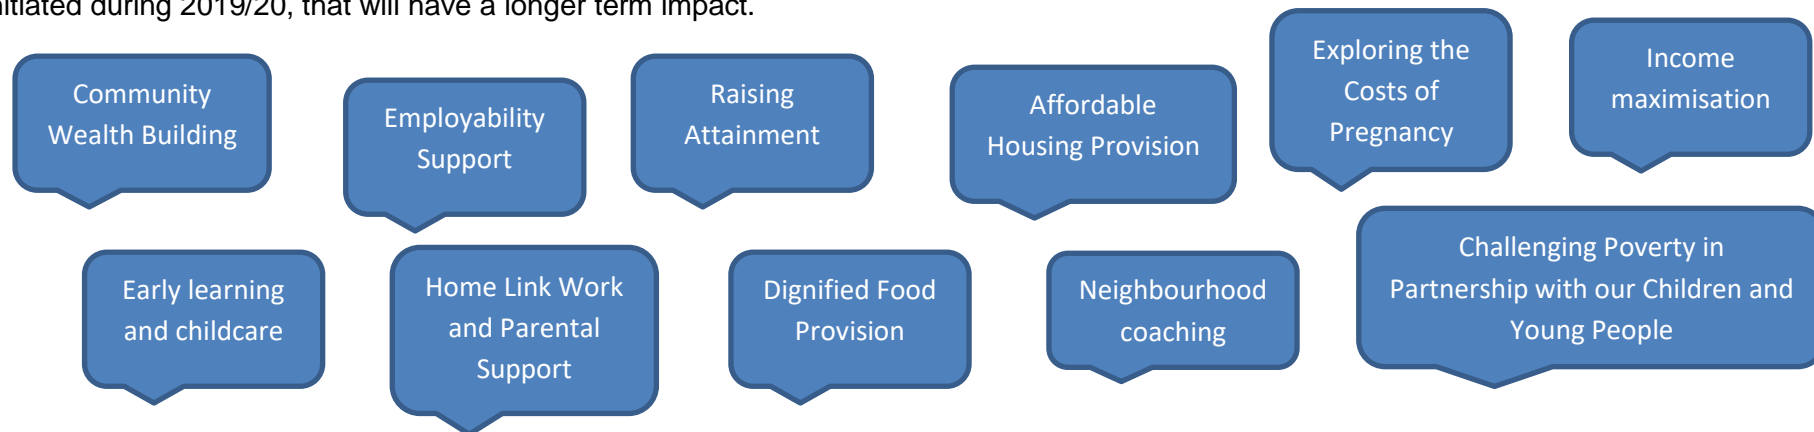 nitiated during 2019/20, that will have a longer term impact.
Community
Wealth Building
Employability
Support
Raising
Attainment
Affordable
Housing Provision
Exploring the
Costs of
Pregnancy
Income
maximisation
Early learning
and childcare
Home Link Work
and Parental
Support
Dignified Food
Provision
Neighbourhood
coaching
Challenging Poverty in
Partnership with our Children and
Young People